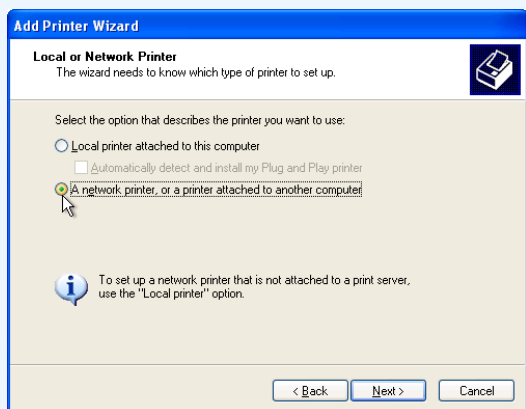 Add Printer Wizard
Local or Network Printer
The wizard needs to know which type of printer to set up.
Select the option that describes the printer you want to use:
Local printer attached to this computer
Automatically detect and install my Plug and Play printer
A network printer, or a printer attached to another computer
To set up a network printer that is not attached to a print server,
use the "Local printer" option.
< Back
Next >
Cancel